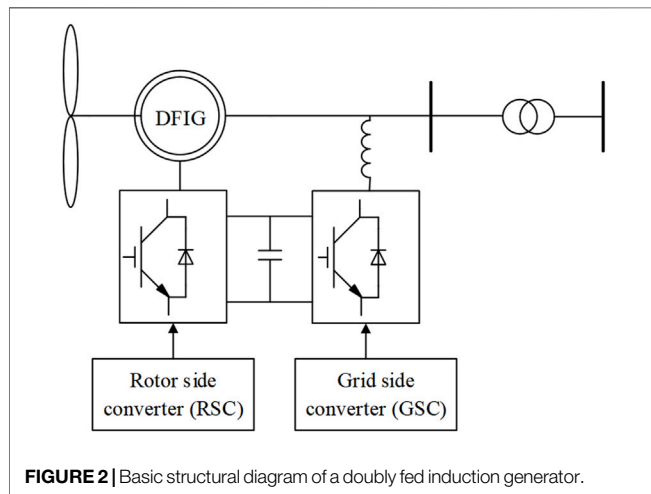 DFIG
Rotor side
converter (RSC)
Grid side
converter (GSC)
FIGURE 2 | Basic structural diagram of a doubly fed induction generator.